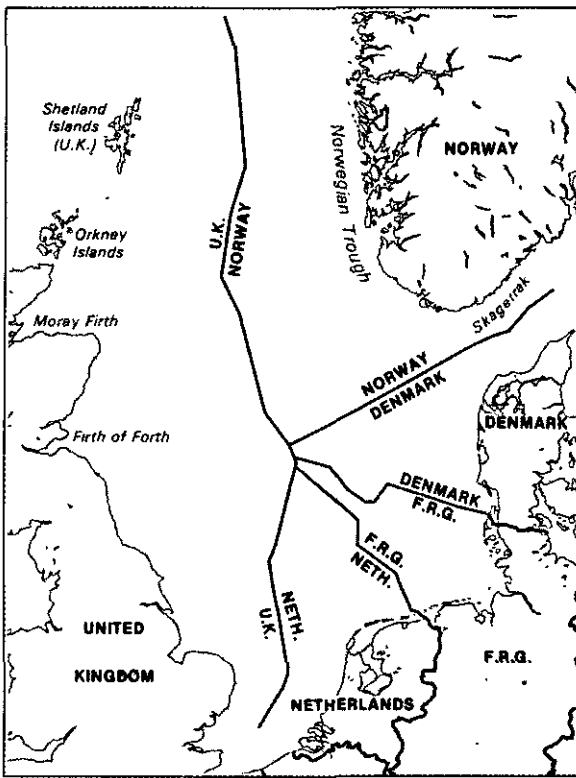 Shetland
Islands
(U.K.)
Orkney
Islands
Moray Firth
Firth of Forth
U.K.
NORWAY
Norwegian Trough
NORWAY
Skagerrak
NORWAY
DENMARK
DENMARK
DENMARK
F.R.G.
F.R.G.
NETH.
NETH.
U.K.
UNITED
KINGDOM
NETHERLANDS
F.R.G.